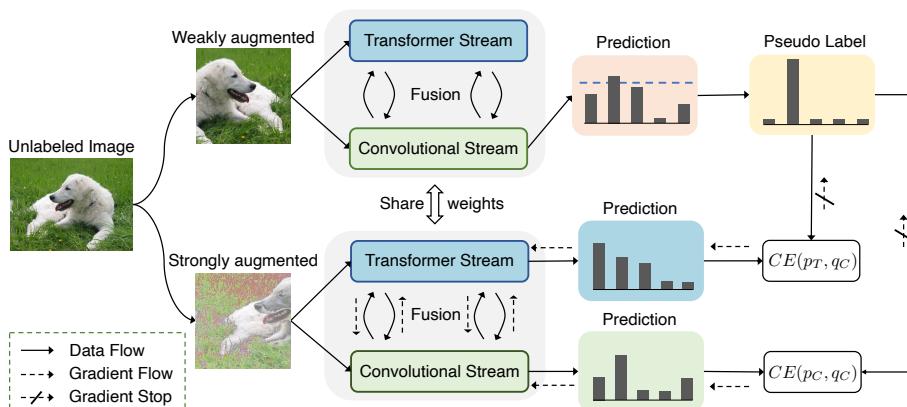 Weakly augmented
Transformer Stream
Fusion
Convolutional Stream
Prediction
Pseudo Label
Unlabeled Image
Share weights
Strongly augmented
Transformer Stream
Fusion
Convolutional Stream
Prediction
CE(p_T, q_C)
Prediction
CE(p_C, q_C)
Data Flow
Gradient Flow
Gradient Stop